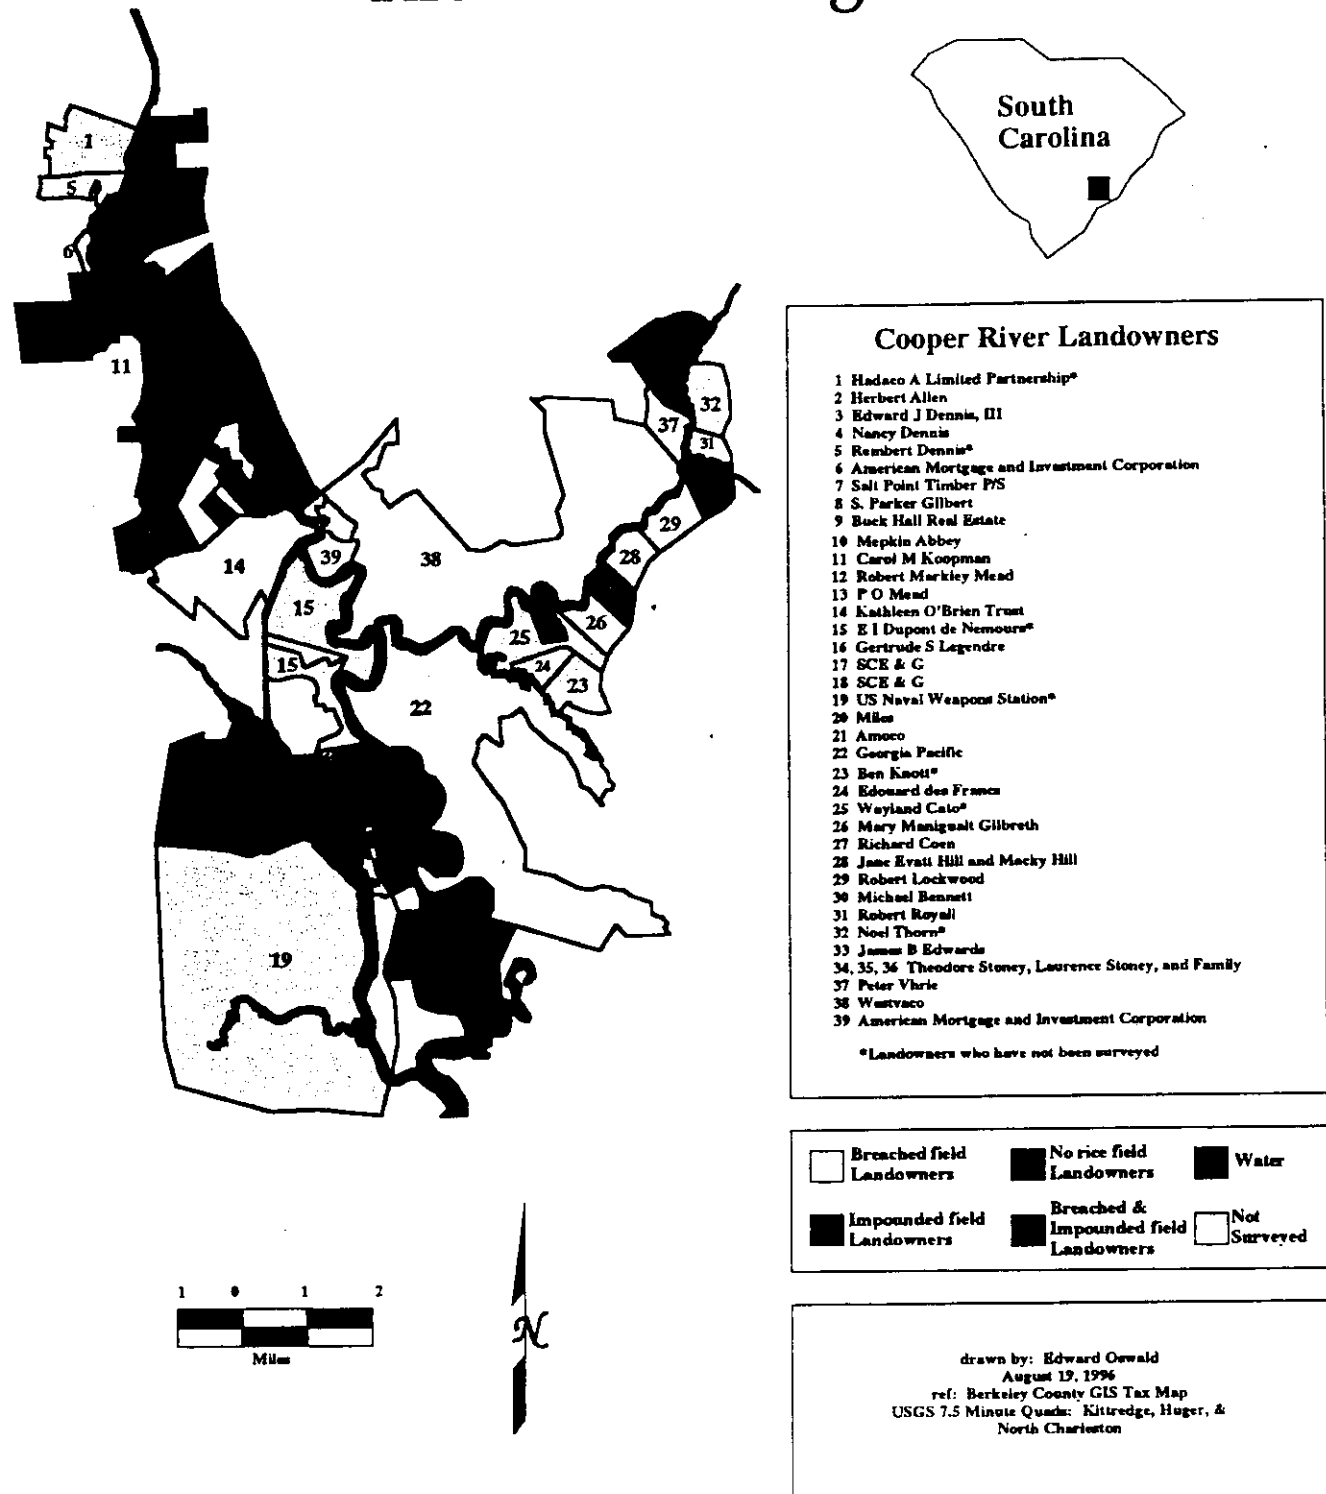 South
Carolina
1
5
6
11
14
39
38
15
15
22
37
32
31
29
28
26
25
24
23
19
Cooper River Landowners
1 Hadaco A Limited Partnership*
2 Herbert Allen
3 Edward J Dennis, III
4 Nancy Dennis
5 Rembert Dennis*
6 American Mortgage and Investment Corporation
7 Salt Point Timber P/S
8 S. Parker Gilbert
9 Buck Hall Real Estate
10 Mepkin Abbey
11 Carol M Koopman
12 Robert Markley Mead
13 P O Mead
14 Kathleen O'Brien Trust
15 E I Dupont de Nemours*
16 Gertrude S Legendre
17 SCE & G
18 SCE & G
19 US Naval Weapons Station*
20 Miles
21 Amoco
22 Georgia Pacific
23 Ben Knott*
24 Edouard des Francs
25 Wayland Cato*
26 Mary Manigualt Gilbreth
27 Richard Coen
28 Jane Evatt Hill and Macky Hill
29 Robert Lockwood
30 Michael Bennett
31 Robert Royall
32 Noel Thorn*
33 James B Edwards
34, 35, 36 Theodore Stoney, Laurence Stoney, and Family
37 Peter Vhrie
38 Westvaco
39 American Mortgage and Investment Corporation
*Landowners who have not been surveyed
Breached field
Landowners
No rice field
Landowners
Water
Impounded field
Landowners
Breached &
Impounded field
Landowners
Not
Surveyed
1 0 1 2
Miles
N
drawn by: Edward Oswald
August 19, 1996
ref: Berkeley County GIS Tax Map
USGS 7.5 Minute Quads: Kittredge, Huger, &
North Charleston